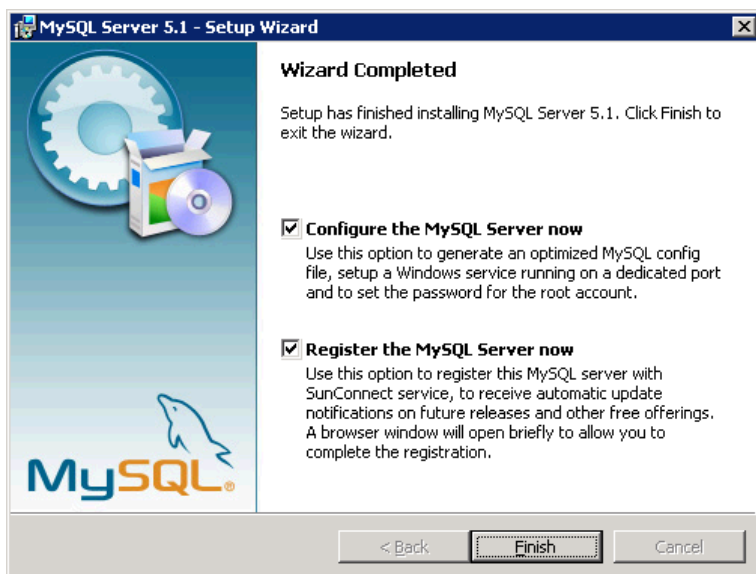 MySQL Server 5.1 - Setup Wizard
Wizard Completed
Setup has finished installing MySQL Server 5.1. Click Finish to
exit the wizard.
Configure the MySQL Server now
Use this option to generate an optimized MySQL config
file, setup a Windows service running on a dedicated port
and to set the password for the root account.
Register the MySQL Server now
Use this option to register this MySQL server with
SunConnect service, to receive automatic update
notifications on future releases and other free offerings.
A browser window will open briefly to allow you to
complete the registration.
MySQL®
< Back
Finish
Cancel